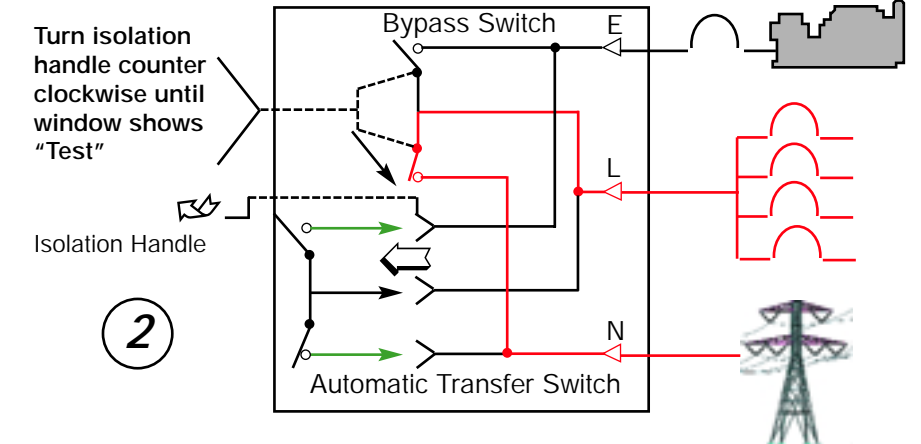 Turn isolation
handle counter
clockwise until
window shows
“Test”
Bypass Switch
E
L
Isolation Handle
2
N
Automatic Transfer Switch